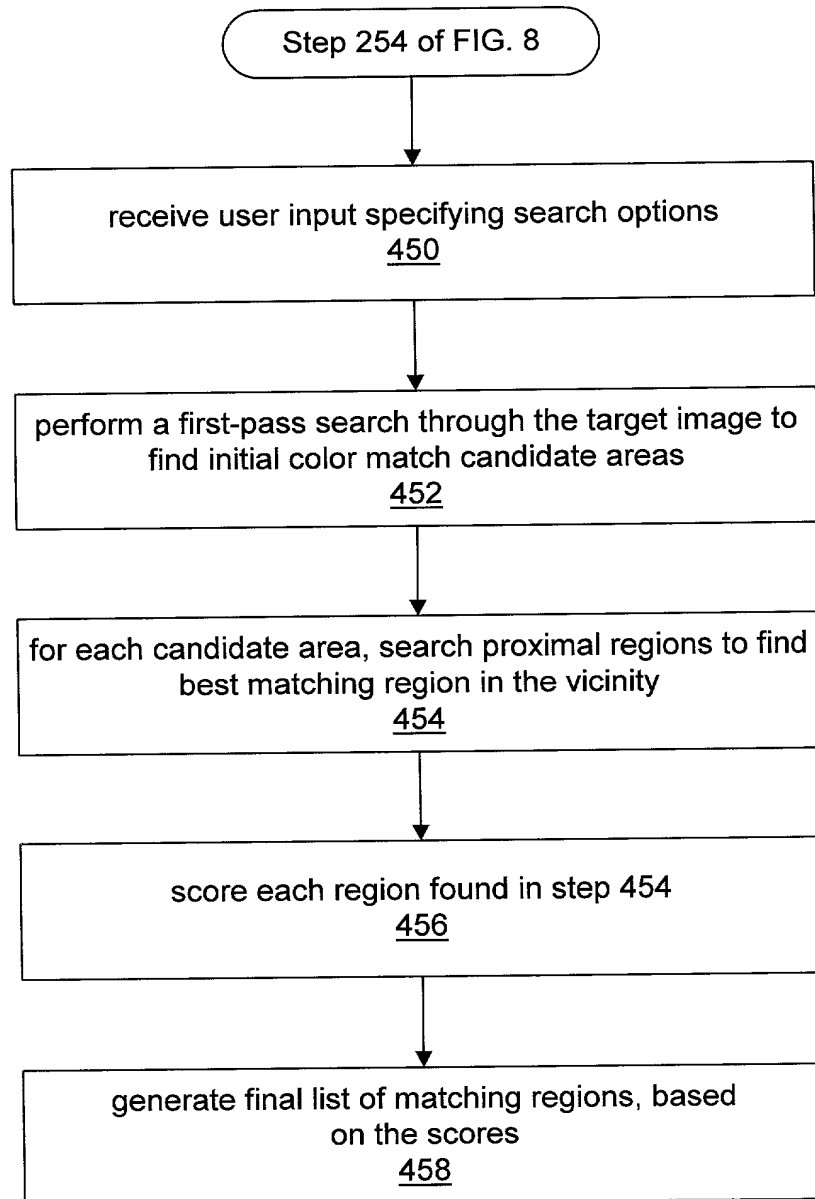 Step 254 of FIG. 8
receive user input specifying search options
450
perform a first-pass search through the target image to
find initial color match candidate areas
452
for each candidate area, search proximal regions to find
best matching region in the vicinity
454
score each region found in step 454
456
generate final list of matching regions, based
on the scores
458